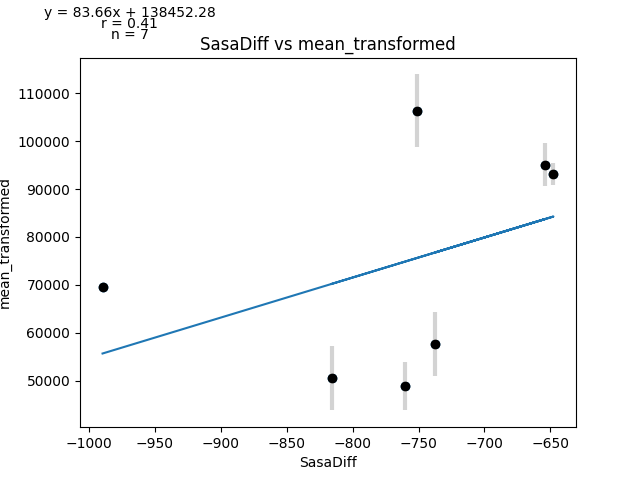 y = 83.66x + 138452.28
r = 0.41
n = 7
SasaDiff vs mean_transformed
110000
100000
90000
80000
70000
60000
50000
mean_transformed
−1000 −950 −900 −850 −800 −750 −700 −650
SasaDiff